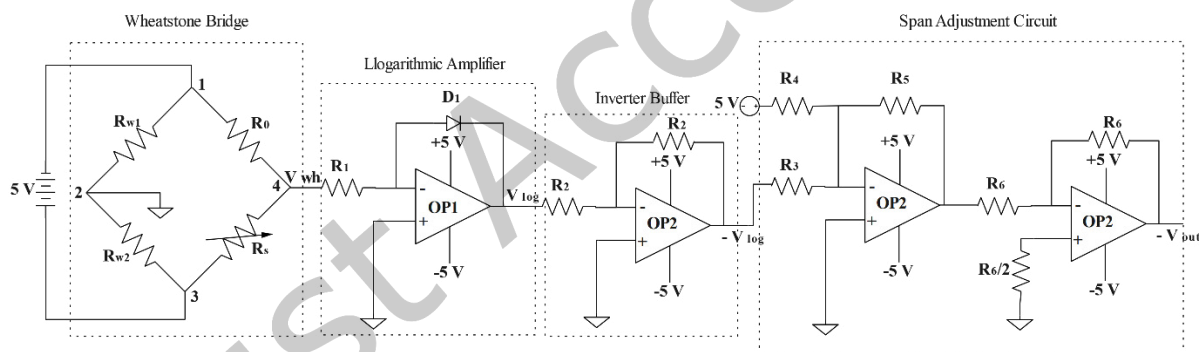 Wheatstone Bridge
Span Adjustment Circuit
Llogarithmic Amplifier
Inverter Buffer
1
Rw1
R0
5 V
2
4
V wh
Rw2
Rs
3
R1
D1
+5 V
-
OP1
+
-5 V
V log
R2
R2
+5 V
-
OP2
+
-5 V
- V log
5 V
R4
R5
R3
+5 V
-
OP2
+
-5 V
R6
R6
+5 V
-
OP2
+
R6/2
-5 V
- V out
st Acce